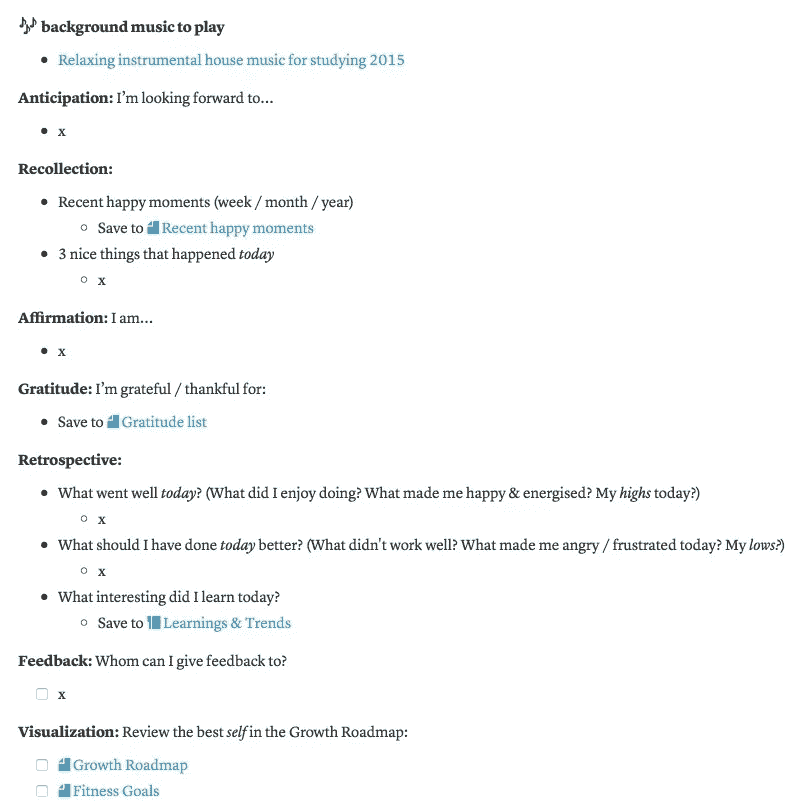 🎶 background music to play
• Relaxing instrumental house music for studying 2015
Anticipation: I’m looking forward to…
• x
Recollection:
• Recent happy moments (week / month / year)
◦ Save to Recent happy moments
• 3 nice things that happened today
◦ x
Affirmation: I am…
• x
Gratitude: I’m grateful / thankful for:
• Save to Gratitude list
Retrospective:
• What went well today? (What did I enjoy doing? What made me happy & energised? My highs today?)
◦ x
• What should I have done today better? (What didn't work well? What made me angry / frustrated today? My lows?)
◦ x
• What interesting did I learn today?
◦ Save to Learnings & Trends
Feedback: Whom can I give feedback to?
☐ x
Visualization: Review the best self in the Growth Roadmap:
☐ Growth Roadmap
☐ Fitness Goals